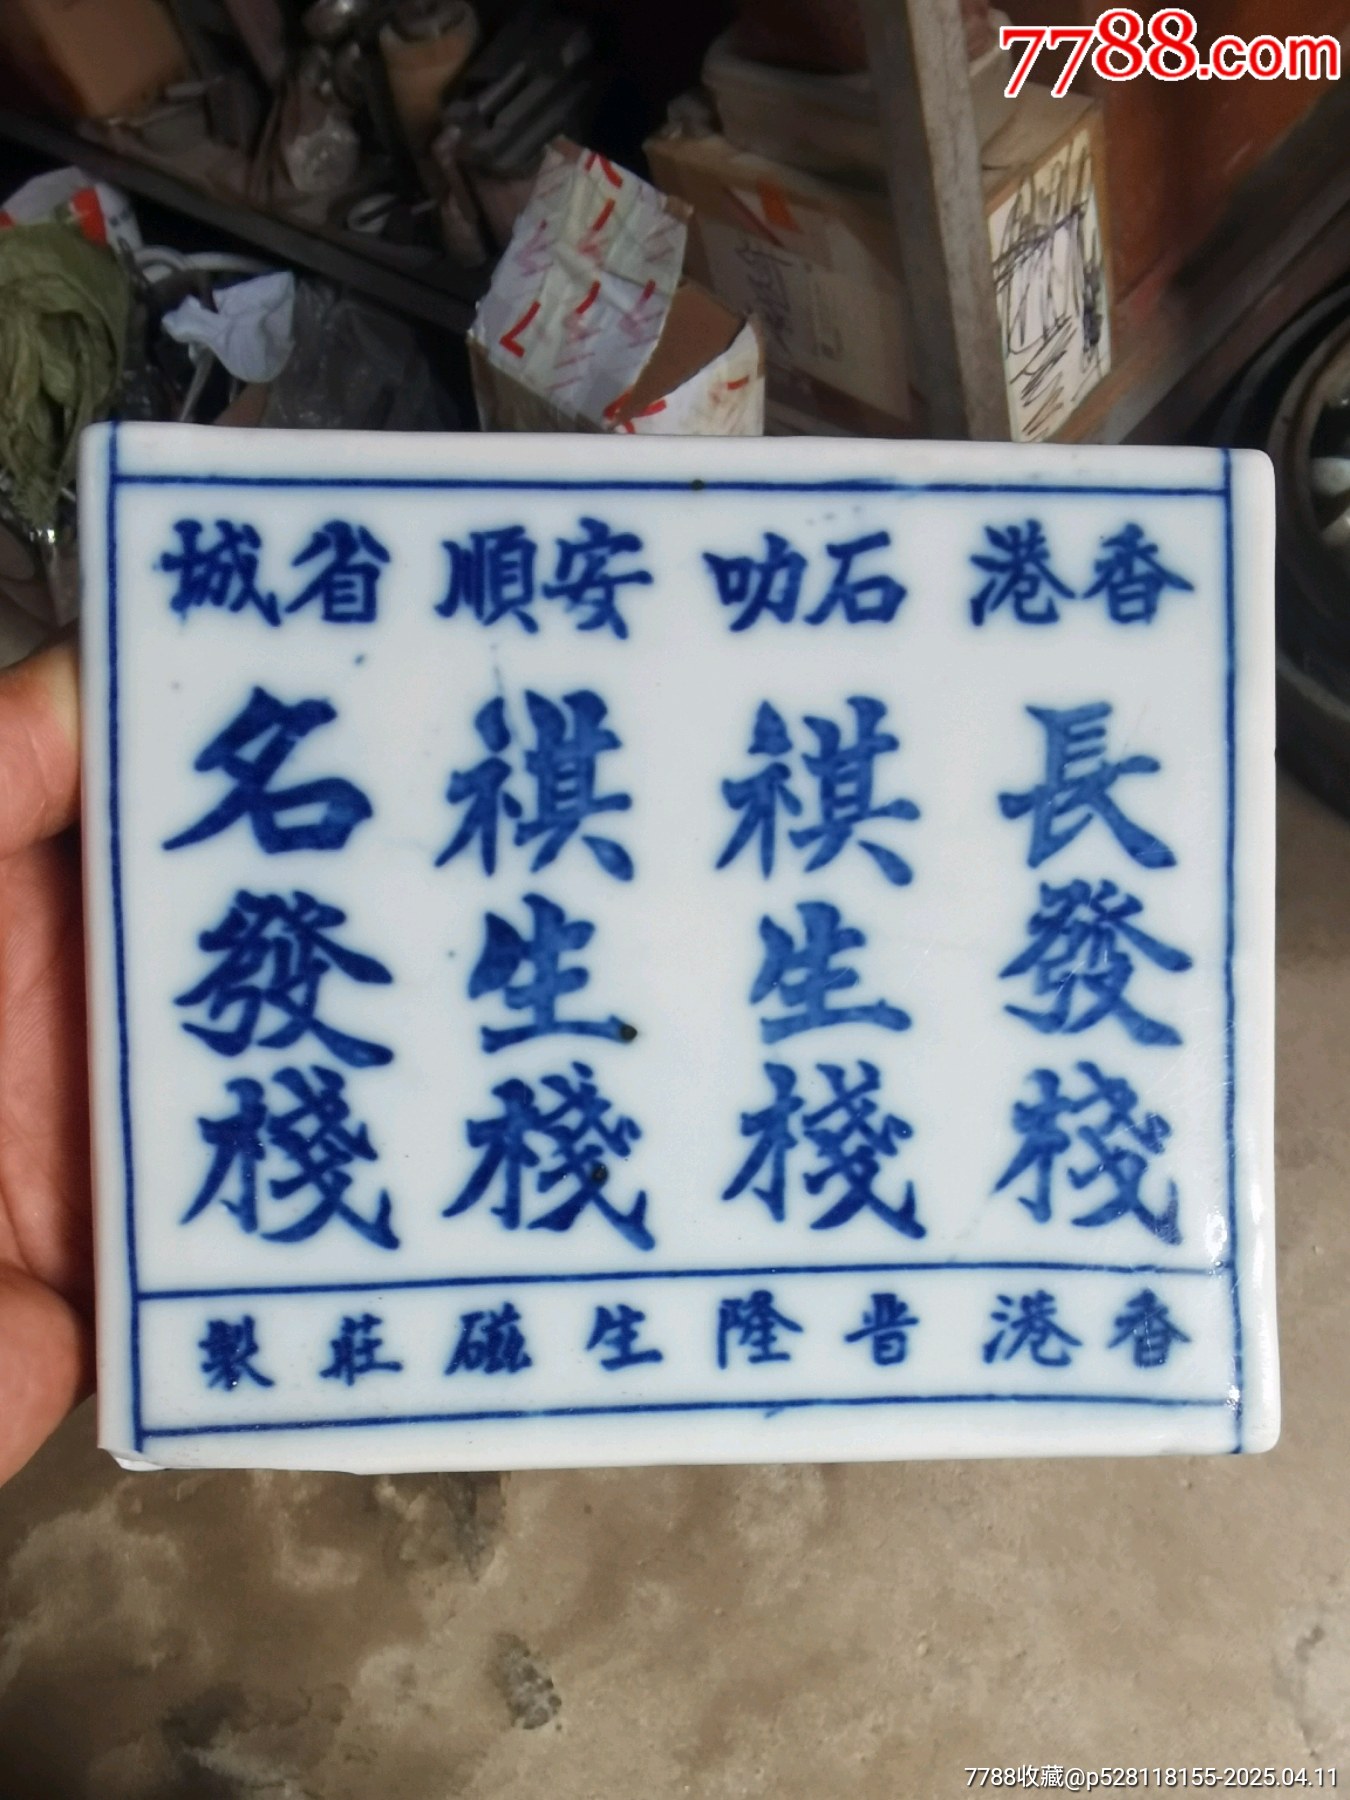 7788.com
香港 石叻 安順 省城
長發棧
祺生棧
祺生棧
名發棧
香港晋隆生磁莊製
7788收藏@p528118155-2025.04.11